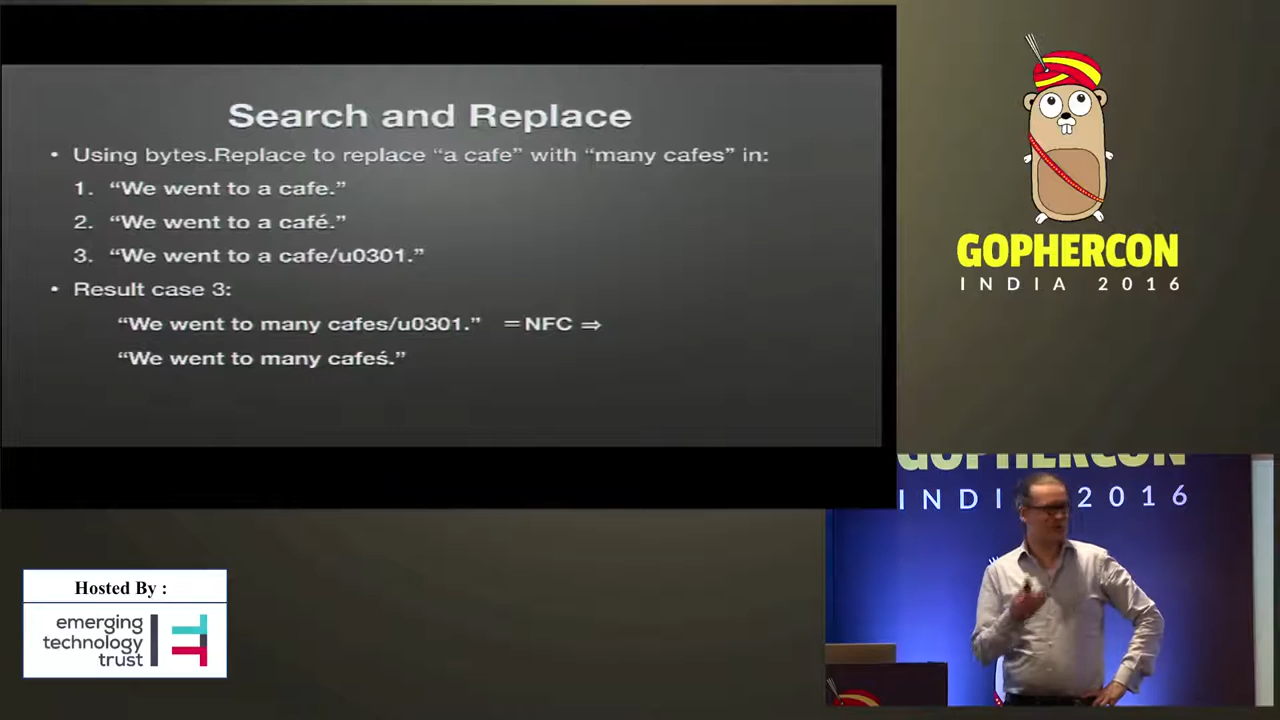 Search and Replace
• Using bytes.Replace to replace “a cafe” with “many cafes” in:
1. “We went to a cafe.”
2. “We went to a café.”
3. “We went to a cafe/u0301.”
• Result case 3:
“We went to many cafes/u0301.” =NFC ⇒
“We went to many cafeś.”
GOPHERCON
INDIA 2016
GOPHERCON
INDI 2016
Hosted By :
emerging
technology
trust